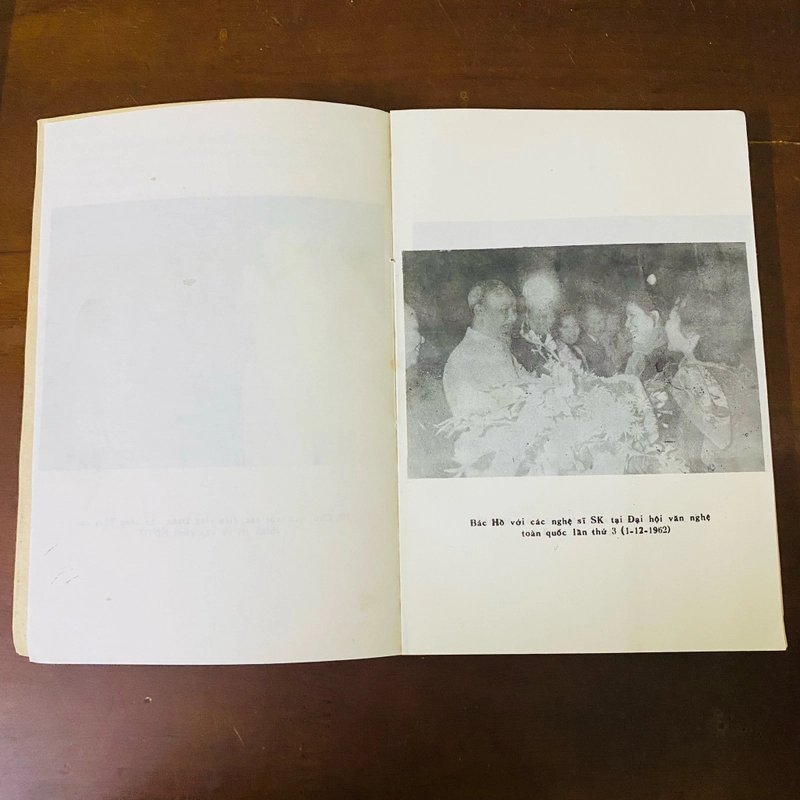 Bác Hồ với các nghệ sĩ SK tại Đại hội văn nghệ
toàn quốc lần thứ 3 (1-12-1962)